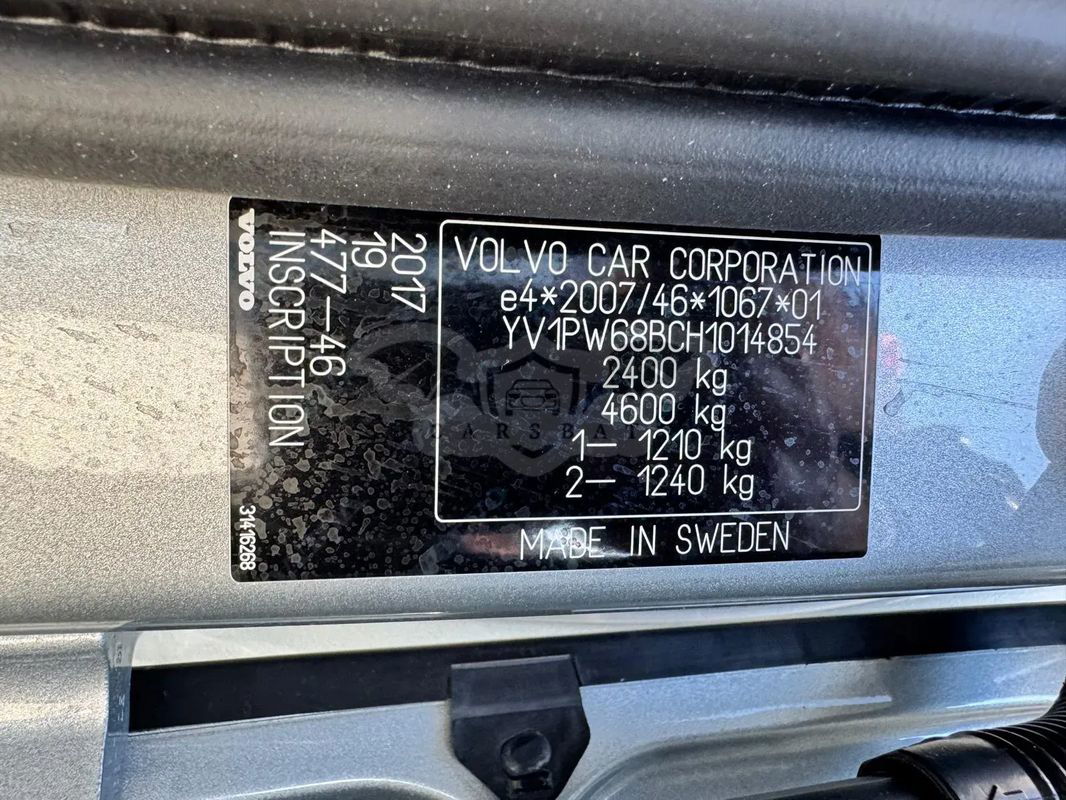 VOLVO
INSCRIPTION
477-46
19
2017
31416268
VOLVO CAR CORPORATION
e4*2007/46*1067*01
YV1PW68BCH1014854
2400 kg
4600 kg
1— 1210 kg
2— 1240 kg
MADE IN SWEDEN